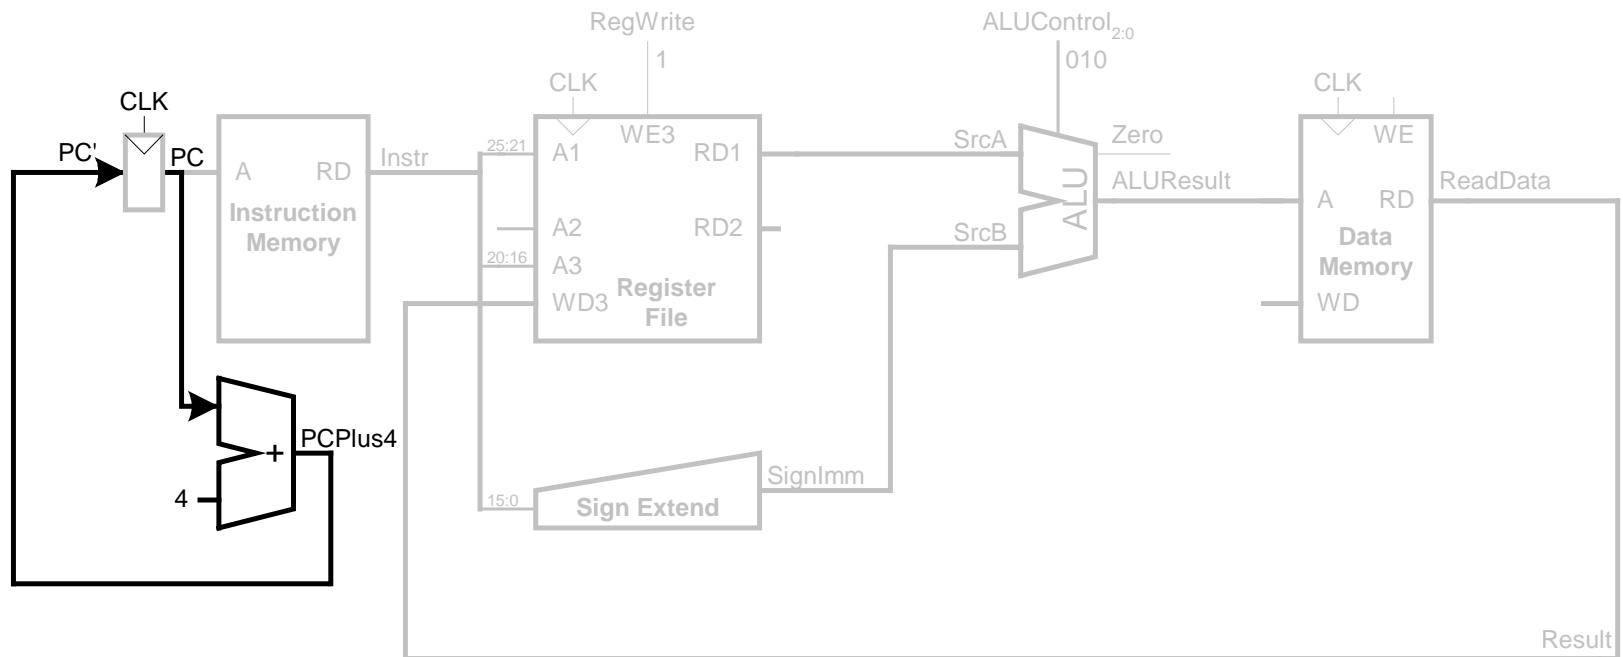 RegWrite
ALUControl2:0
1
010
CLK
CLK
CLK
PC'
PC
A
RD
Instruction
Memory
Instr
25:21
A1
WE3
RD1
A2
RD2
20:16
A3
WD3
Register
File
SrcA
SrcB
ALU
Zero
ALUResult
WE
A
RD
Data
Memory
WD
ReadData
PCPlus4
+
4
15:0
Sign Extend
SignImm
Result